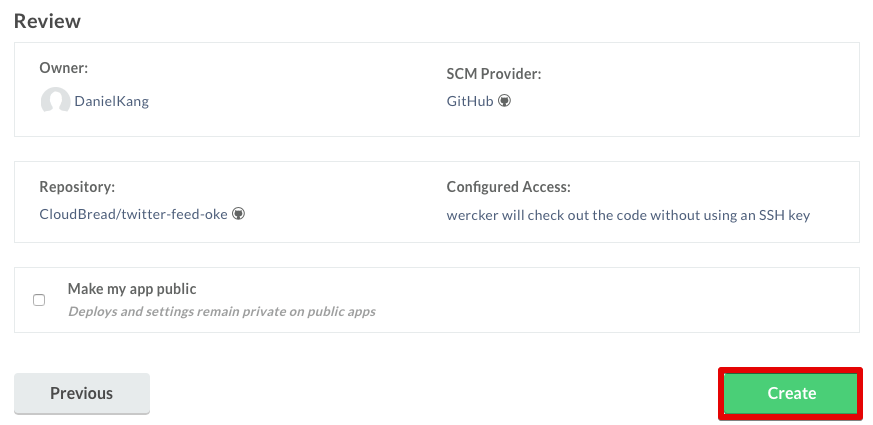 Review
Owner:
DanielKang
SCM Provider:
GitHub
Repository:
CloudBread/twitter-feed-oke
Configured Access:
wercker will check out the code without using an SSH key
Make my app public
Deploys and settings remain private on public apps
Previous
Create